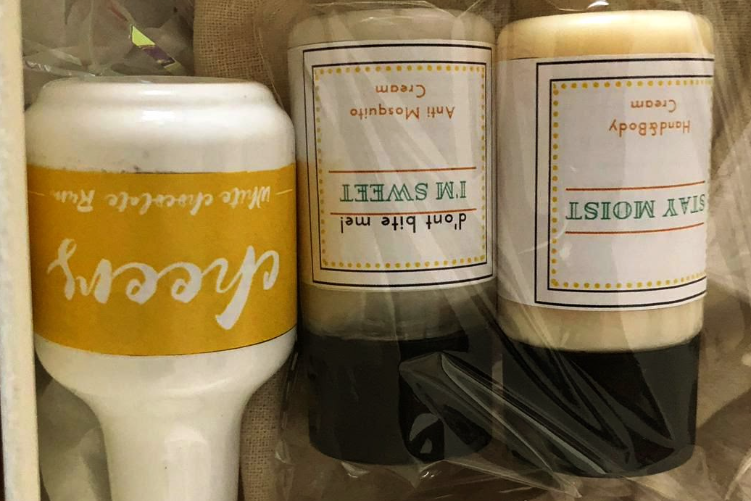 cheers
White chocolate Rum
d'ont bite me!
I'M SWEET
Anti Mosquito
Cream
STAY MOIST
Hand&Body
Cream